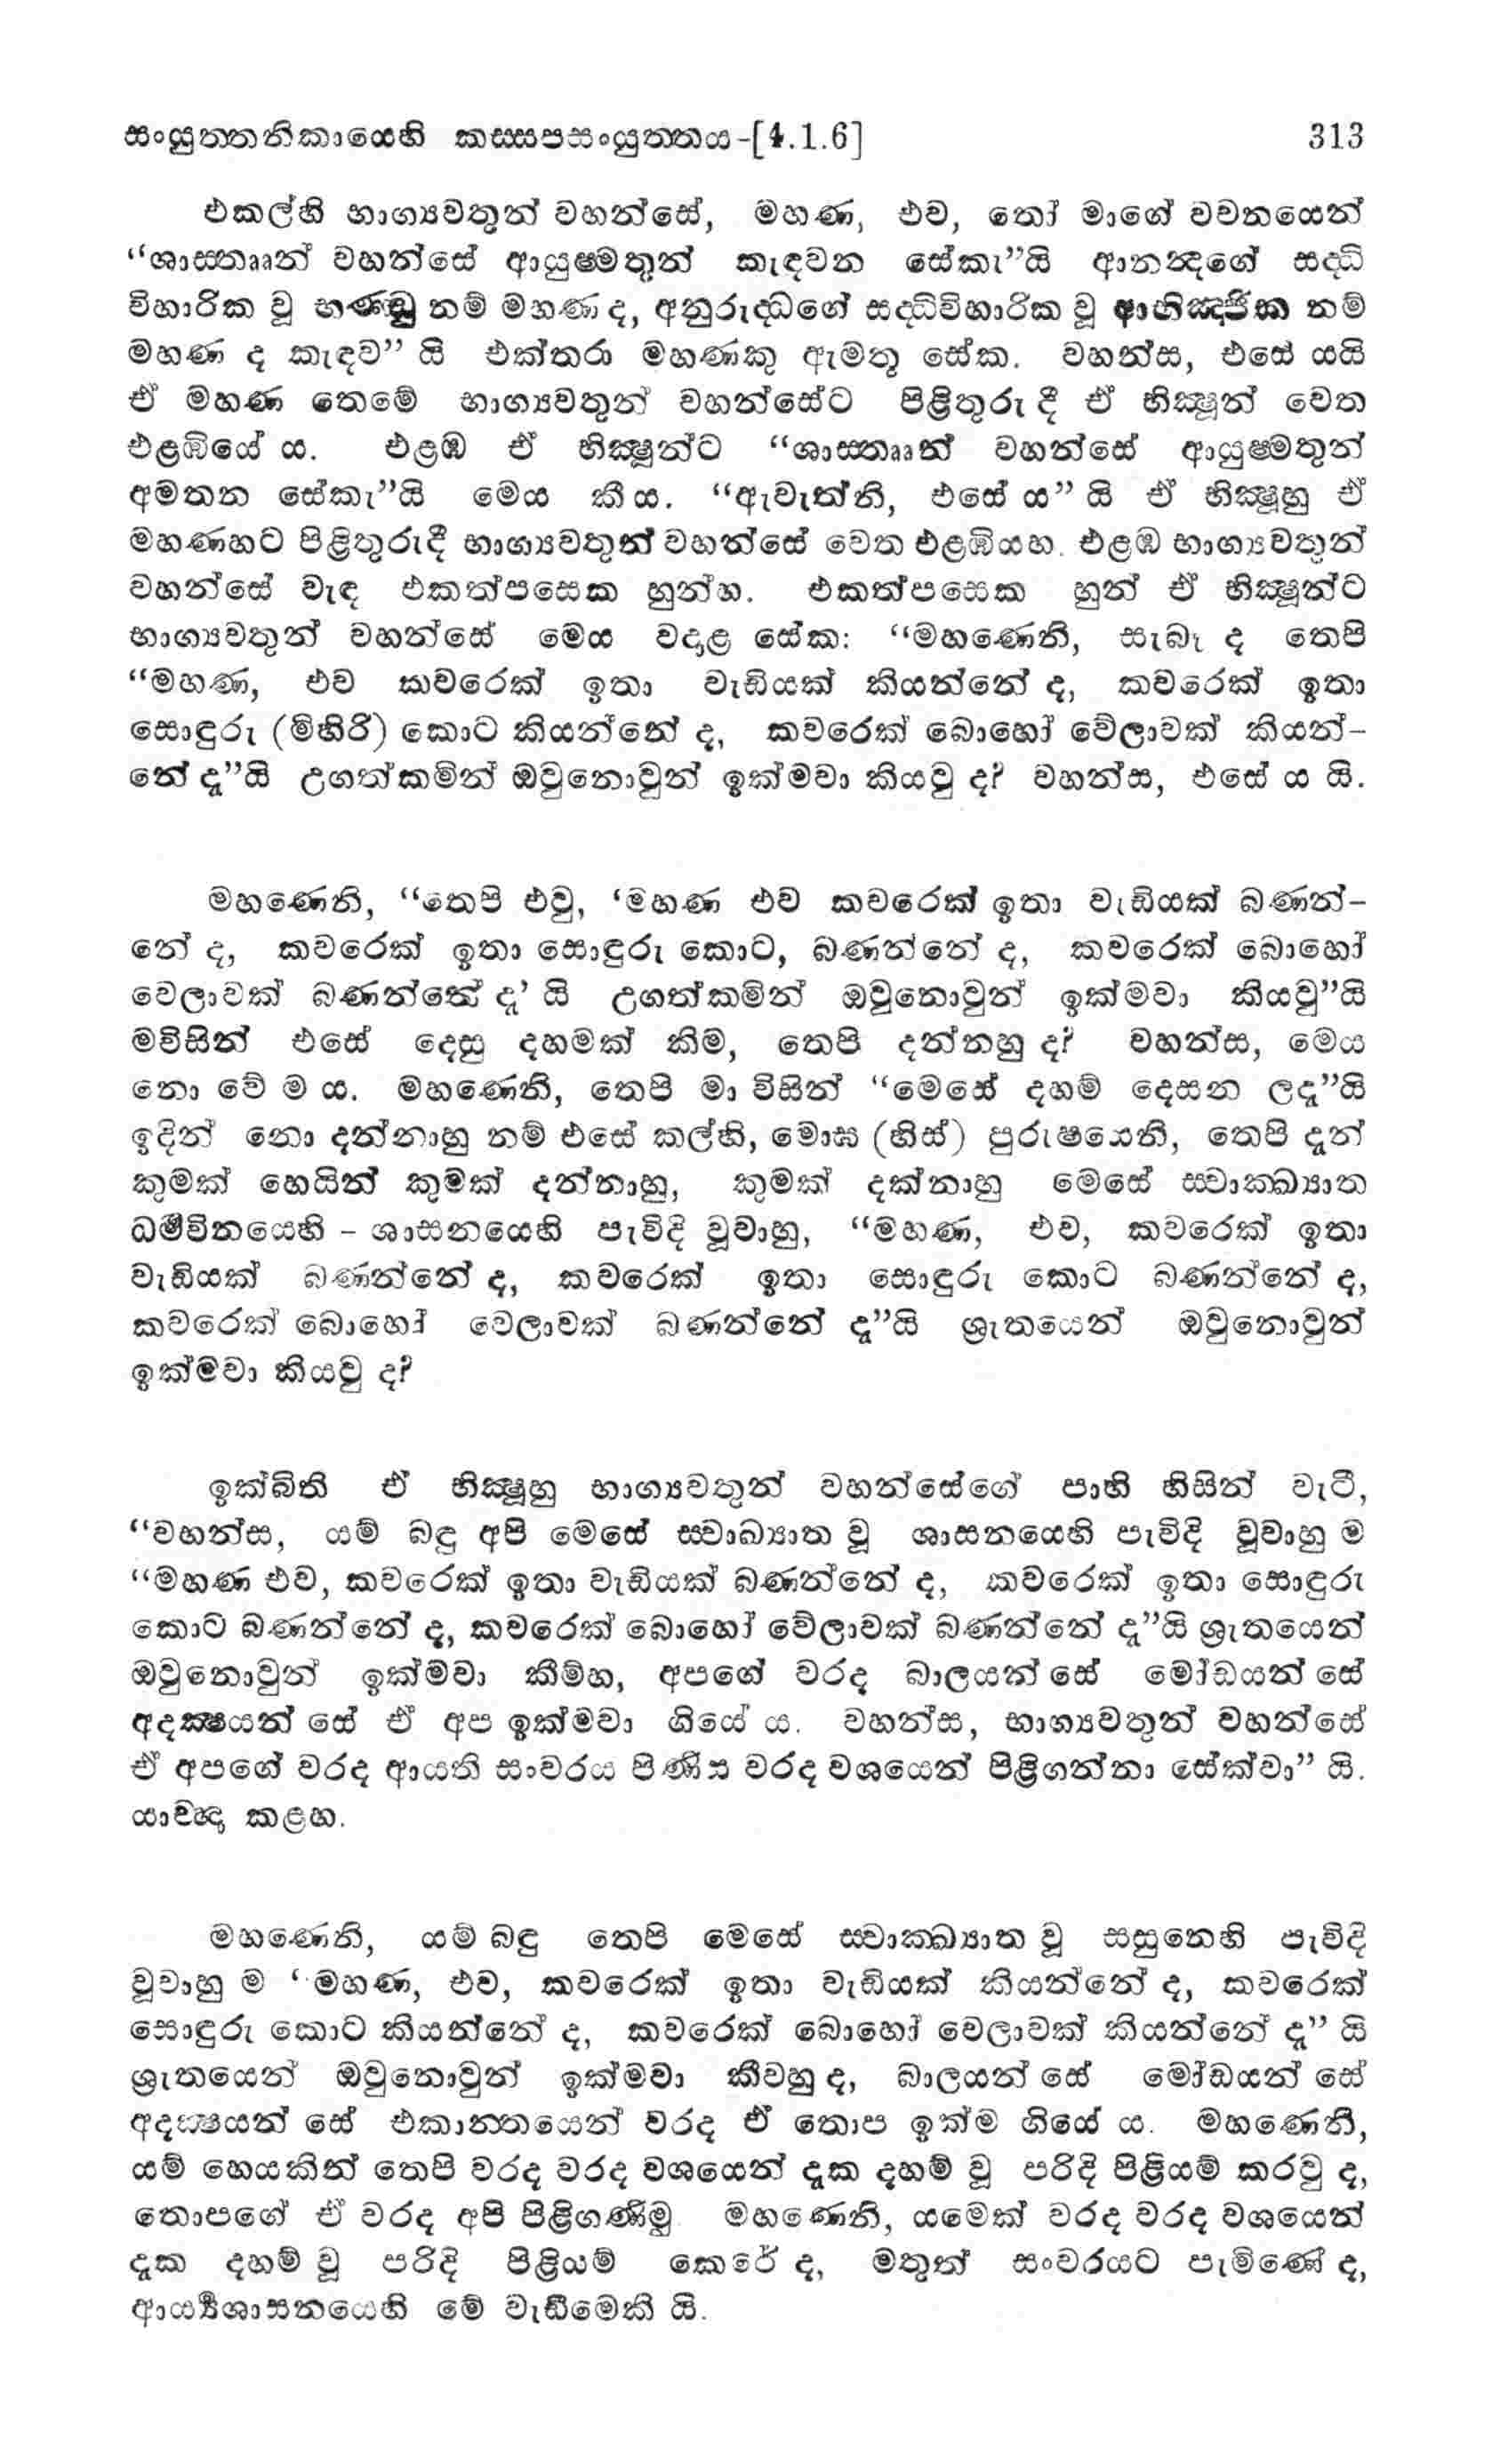 සංයුත්තනිකායෙහි කස්සපසංයුත්තය-[4.1.6] 313
එකල්හි භාග්‍යවතුන් වහන්සේ, මහණ, එව, තෝ මාගේ වචනයෙන්
“ශාස්තෲන් වහන්සේ ආයුෂ්මතුන් කැඳවන සේකැ”යි ආනන්‍දගේ සද්ධි
විහාරික වූ භණ්ඩු නම් මහණ ද, අනුරුද්ධගේ සද්ධිවිහාරික වූ ආභිඤ්ජික නම්
මහණ ද කැඳව” යි එක්තරා මහණකු ඇමතූ සේක. වහන්ස, එසේ යයි
ඒ මහණ තෙමේ භාග්‍යවතුන් වහන්සේට පිළිතුරු දී ඒ භික්‍ෂූන් වෙත
එළඹියේ ය. එළඹ ඒ භික්‍ෂූන්ට “ශාස්තෲන් වහන්සේ ආයුෂ්මතුන්
අමතන සේකැ”යි මෙය කී ය. “ඇවැත්නි, එසේ ය” යි ඒ භික්‍ෂූහු ඒ
මහණහට පිළිතුරුදී භාග්‍යවතුන් වහන්සේ වෙත එළඹියහ. එළඹ භාග්‍යවතුන්
වහන්සේ වැඳ එකත්පසෙක හුන්හ. එකත්පසෙක හුන් ඒ භික්‍ෂූන්ට
භාග්‍යවතුන් වහන්සේ මෙය වදාළ සේක: “මහණෙනි, සැබෑ ද තෙපි
“මහණ, එව කවරෙක් ඉතා වැඩියක් කියන්නේ ද, කවරෙක් ඉතා
සොඳුරු (මිහිරි) කොට කියන්නේ ද, කවරෙක් බොහෝ වේලාවක් කියන්-
නේ දැ”යි උගත්කමින් ඔවුනොවුන් ඉක්මවා කියවු ද? වහන්ස, එසේ ය යි.
මහණෙනි, “තෙපි එවු, ‘මහණ එව කවරෙක් ඉතා වැඩියක් බණන්-
නේ ද, කවරෙක් ඉතා සොඳුරු කොට, බණන්නේ ද, කවරෙක් බොහෝ
වෙලාවක් බණන්නේ දැ’ යි උගත්කමින් ඔවුනොවුන් ඉක්මවා කියවු”යි
මවිසින් එසේ දෙසු දහමක් කිම, තෙපි දන්නහු ද? වහන්ස, මෙය
නො වේ ම ය. මහණෙනි, තෙපි මා විසින් “මෙසේ දහම් දෙසන ලදැ”යි
ඉදින් නො දන්නාහු නම් එසේ කල්හි, මොඝ (හිස්) පුරුෂයෙනි, තෙපි දැන්
කුමක් හෙයින් කුමක් දන්නාහු, කුමක් දක්නාහු මෙසේ ස්වාක්ඛ්‍යාත
ධර්‍මවිනයෙහි - ශාසනයෙහි පැවිදි වූවාහු, “මහණ, එව, කවරෙක් ඉතා
වැඩියක් බණන්නේ ද, කවරෙක් ඉතා සොඳුරු කොට බණන්නේ ද,
කවරෙක් බොහෝ වෙලාවක් බණන්නේ දැ”යි ශ්‍රැතයෙන් ඔවුනොවුන්
ඉක්මවා කියවු ද?
ඉක්බිති ඒ භික්‍ෂූහු භාග්‍යවතුන් වහන්සේගේ පාහි හිසින් වැටී,
“වහන්ස, යම් බඳු අපි මෙසේ ස්වාඛ්‍යාත වූ ශාසනයෙහි පැවිදි වූවාහු ම
“මහණ එව, කවරෙක් ඉතා වැඩියක් බණන්නේ ද, කවරෙක් ඉතා සොඳුරු
කොට බණන්නේ ද, කවරෙක් බොහෝ වේලාවක් බණන්නේ දැ”යි ශ්‍රැතයෙන්
ඔවුනොවුන් ඉක්මවා කීම්හ, අපගේ වරද බාලයන් සේ මෝඩයන් සේ
අදක්‍ෂයන් සේ ඒ අප ඉක්මවා ගියේ ය. වහන්ස, භාග්‍යවතුන් වහන්සේ
ඒ අපගේ වරද ආයති සංවරය පිණිස වරද වශයෙන් පිළිගන්නා සේක්වා” යි.
යාච්ඤා කළහ.
මහණෙනි, යම් බඳු තෙපි මෙසේ ස්වාක්ඛ්‍යාත වූ සසුනෙහි පැවිදි
වූවාහු ම ‘මහණ, එව, කවරෙක් ඉතා වැඩියක් කියන්නේ ද, කවරෙක්
සොඳුරු කොට කියන්නේ ද, කවරෙක් බොහෝ වෙලාවක් කියන්නේ දැ” යි
ශ්‍රැතයෙන් ඔවුනොවුන් ඉක්මවා කීවහු ද, බාලයන් සේ මෝඩයන් සේ
අදක්‍ෂයන් සේ එකාන්තයෙන් වරද ඒ තොප ඉක්ම ගියේ ය. මහණෙනි,
යම් හෙයකින් තෙපි වරද වරද වශයෙන් දැක දහම් වූ පරිදි පිළියම් කරවු ද,
තොපගේ ඒ වරද අපි පිළිගණිමු. මහණෙනි, යමෙක් වරද වරද වශයෙන්
දැක දහම් වූ පරිදි පිළියම් කෙරේ ද, මතුත් සංවරයට පැමිණේ ද,
ආර්‍ය්‍යශාසනයෙහි මේ වැඩීමෙකි යි.